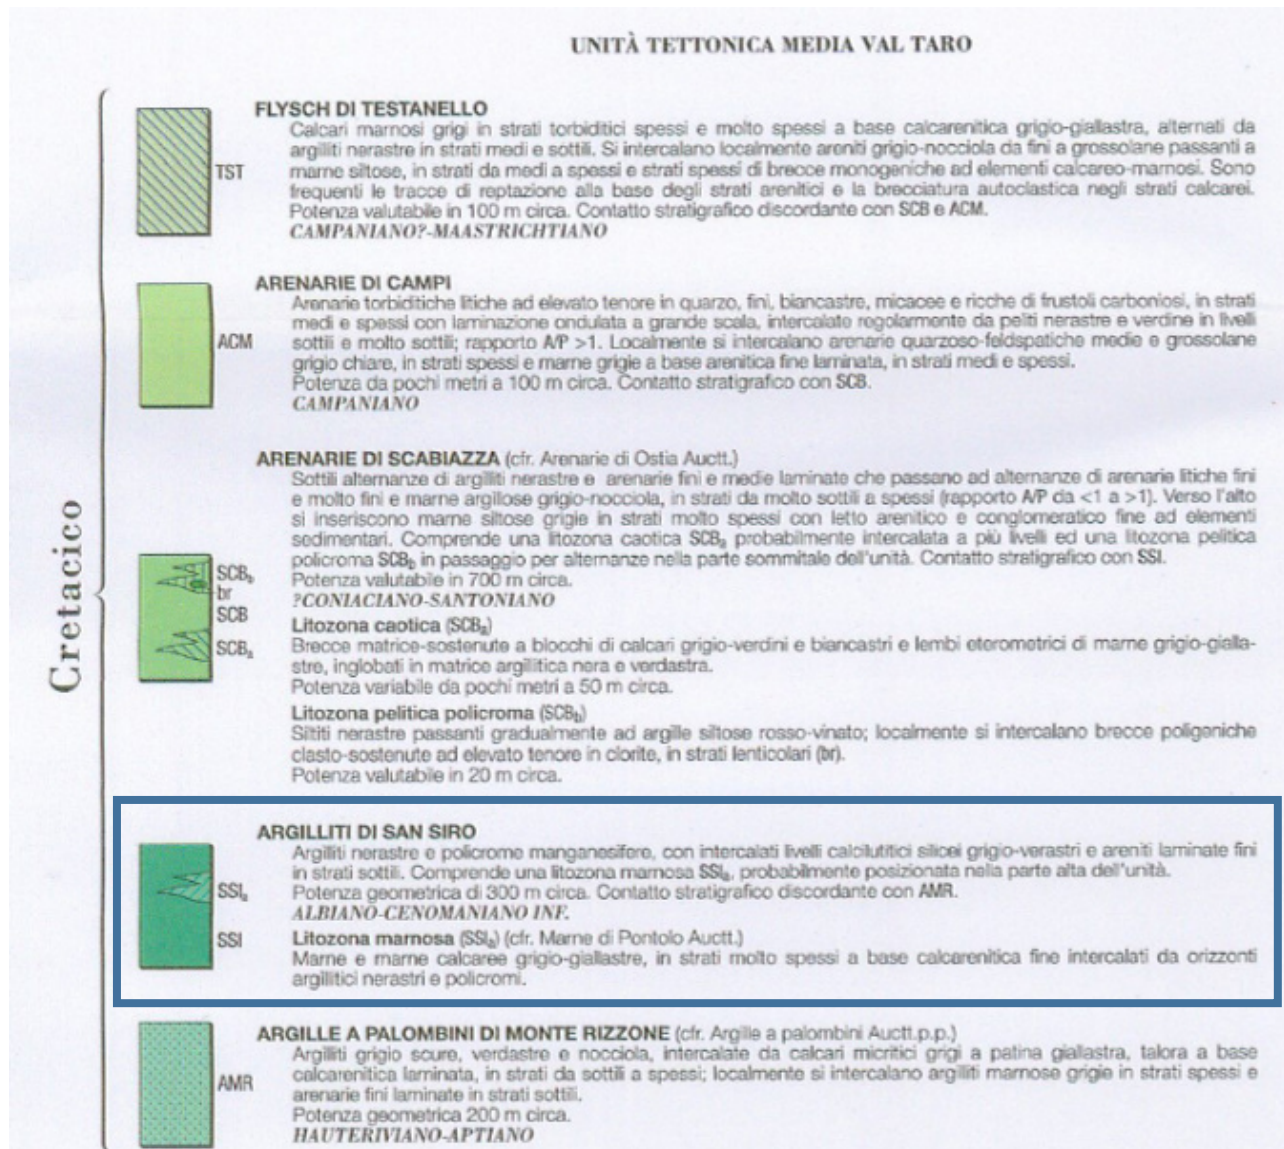 UNITÀ TETTONICA MEDIA VAL TARO
Cretacico
FLYSCH DI TESTANELLO
Calcari marnosi grigi in strati torbiditici spessi e molto spessi a base calcarenitica grigio-giallastra, alternati da
argilliti nerastre in strati medi e sottili. Si intercalano localmente areniti grigio-nocciola da fini a grossolane passanti a
marne siltose, in strati da medi a spessi e strati spessi di brecce monogeniche ad elementi calcareo-marnosi. Sono
frequenti le tracce di reptazione alla base degli strati arenitici e la brecciatura autoclastica negli strati calcarei.
Potenza valutabile in 100 m circa. Contatto stratigrafico discordante con SCB e ACM.
CAMPANIANO?-MAASTRICHTIANO
TST
ARENARIE DI CAMPI
Arenarie torbiditiche litiche ad elevato tenore in quarzo, fini, biancastre, micacee e ricche di frustoli carboniosi, in strati
medi e spessi con laminazione ondulata a grande scala, intercalate regolarmente da peliti nerastre e verdine in livelli
sottili e molto sottili; rapporto A/P >1. Localmente si intercalano arenarie quarzoso-feldspatiche medie e grossolane
grigio chiare, in strati spessi e marne grigie a base arenitica fine laminata, in strati medi e spessi.
Potenza da pochi metri a 100 m circa. Contatto stratigrafico con SCB.
CAMPANIANO
ACM
ARENARIE DI SCABIAZZA (cfr. Arenarie di Ostia Auctt.)
Sottili alternanze di argilliti nerastre e arenarie fini e medie laminate che passano ad alternanze di arenarie litiche fini
e molto fini e marne argillose grigio-nocciola, in strati da molto sottili a spessi (rapporto A/P da <1 a >1). Verso l'alto
si inseriscono marne siltose grigie in strati molto spessi con letto arenitico e conglomeratico fine ad elementi
sedimentari. Comprende una litozona caotica SCBa probabilmente intercalata a più livelli ed una litozona pelitica
policroma SCBb in passaggio per alternanze nella parte sommitale dell'unità. Contatto stratigrafico con SSI.
Potenza valutabile in 700 m circa.
?CONIACIANO-SANTONIANO
SCBb
br
SCB
SCBa
Litozona caotica (SCBa)
Brecce matrice-sostenute a blocchi di calcari grigio-verdini e biancastri e lembi eterometrici di marne grigio-gialla-
stre, inglobati in matrice argillitica nera e verdastra.
Potenza variabile da pochi metri a 50 m circa.
Litozona pelitica policroma (SCBb)
Siltiti nerastre passanti gradualmente ad argille siltose rosso-vinato; localmente si intercalano brecce poligeniche
clasto-sostenute ad elevato tenore in clorite, in strati lenticolari (br).
Potenza valutabile in 20 m circa.
ARGILLITI DI SAN SIRO
Argilliti nerastre e policrome manganesifere, con intercalati livelli calcilutitici silicei grigio-verastri e areniti laminate fini
in strati sottili. Comprende una litozona marnosa SSIa, probabilmente posizionata nella parte alta dell'unità.
Potenza geometrica di 300 m circa. Contatto stratigrafico discordante con AMR.
ALBIANO-CENOMANIANO INF.
SSIa
SSI
Litozona marnosa (SSIa) (cfr. Marne di Pontolo Auctt.)
Marne e marne calcaree grigio-giallastre, in strati molto spessi a base calcarenitica fine intercalati da orizzonti
argillitici nerastri e policromi.
ARGILLE A PALOMBINI DI MONTE RIZZONE (cfr. Argille a palombini Auctt.p.p.)
Argilliti grigio scure, verdastre e nocciola, intercalate da calcari micritici grigi a patina giallastra, talora a base
calcarenitica laminata, in strati da sottili a spessi; localmente si intercalano argilliti marnose grigie in strati spessi e
arenarie fini laminate in strati sottili.
Potenza geometrica 200 m circa.
HAUTERIVIANO-APTIANO
AMR